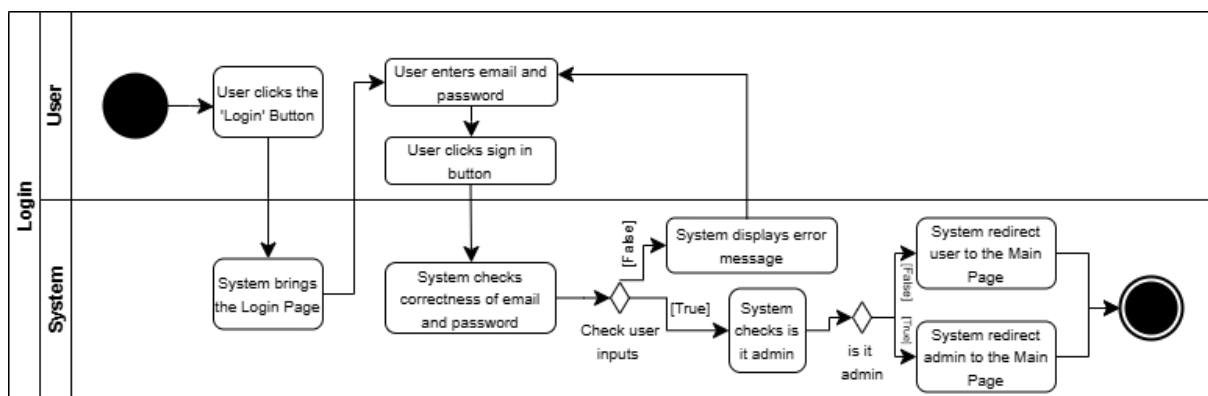 Login
User
System
User clicks the
'Login' Button
System brings
the Login Page
User enters email and
password
User clicks sign in
button
System checks
correctness of email
and password
Check user
inputs
[False]
System displays error
message
[True]
System
checks is
it admin
is it
admin
[False]
System redirect
user to the Main
Page
[True]
System redirect
admin to the Main
Page